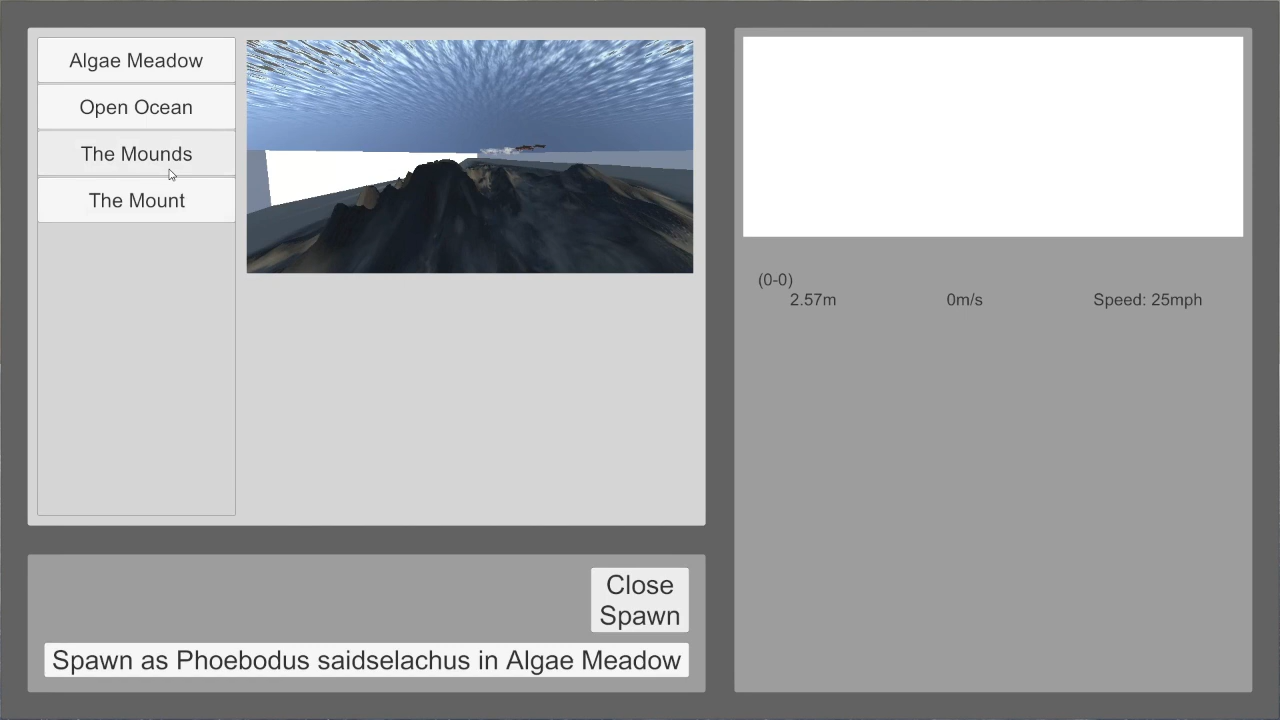 Algae Meadow
Open Ocean
The Mounds
The Mount
(0-0)
2.57m 0m/s Speed: 25mph
Close
Spawn
Spawn as Phoebodus saidselachus in Algae Meadow